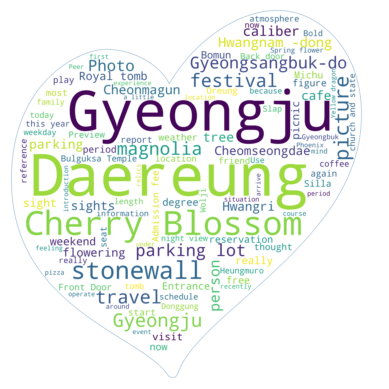 atmosphere
Spring flower
Bold
experience
first
Peer
Back door
now
Hwangnam -dong
caliber
Gyeongsangbuk-do
Bomun
because
Michu
Photo
Royal tomb
a little
Oreung
festival
figure
play
Cheonmagun
Slap
cafe
picnic
picture
church and state
Yellow dragon
most
family
Gyeongju
today
this year
weekday
Preview
weather
tree
Gyeongbuk
parking
period
report
Cheomseongdae
Phoenix
mind
reference
Bulguksa Temple
location
friend
Use
again
coffee
Daereung
introduction
magnolia
Silla
arrive
situation
sight
length
degree
Hwangri
Wolji
sights
information
Admission fee
course
Cherry Blossom
period
feeling
weekend
seat
night view
reservation
parking lot
thought
flowering
really
stonewall
person
Entrance
Heungmuro
recently
pizza
Front Door
tomb
schedule
free
really
travel
start
Donggung
operate
around
Gyeongju
visit
event
now